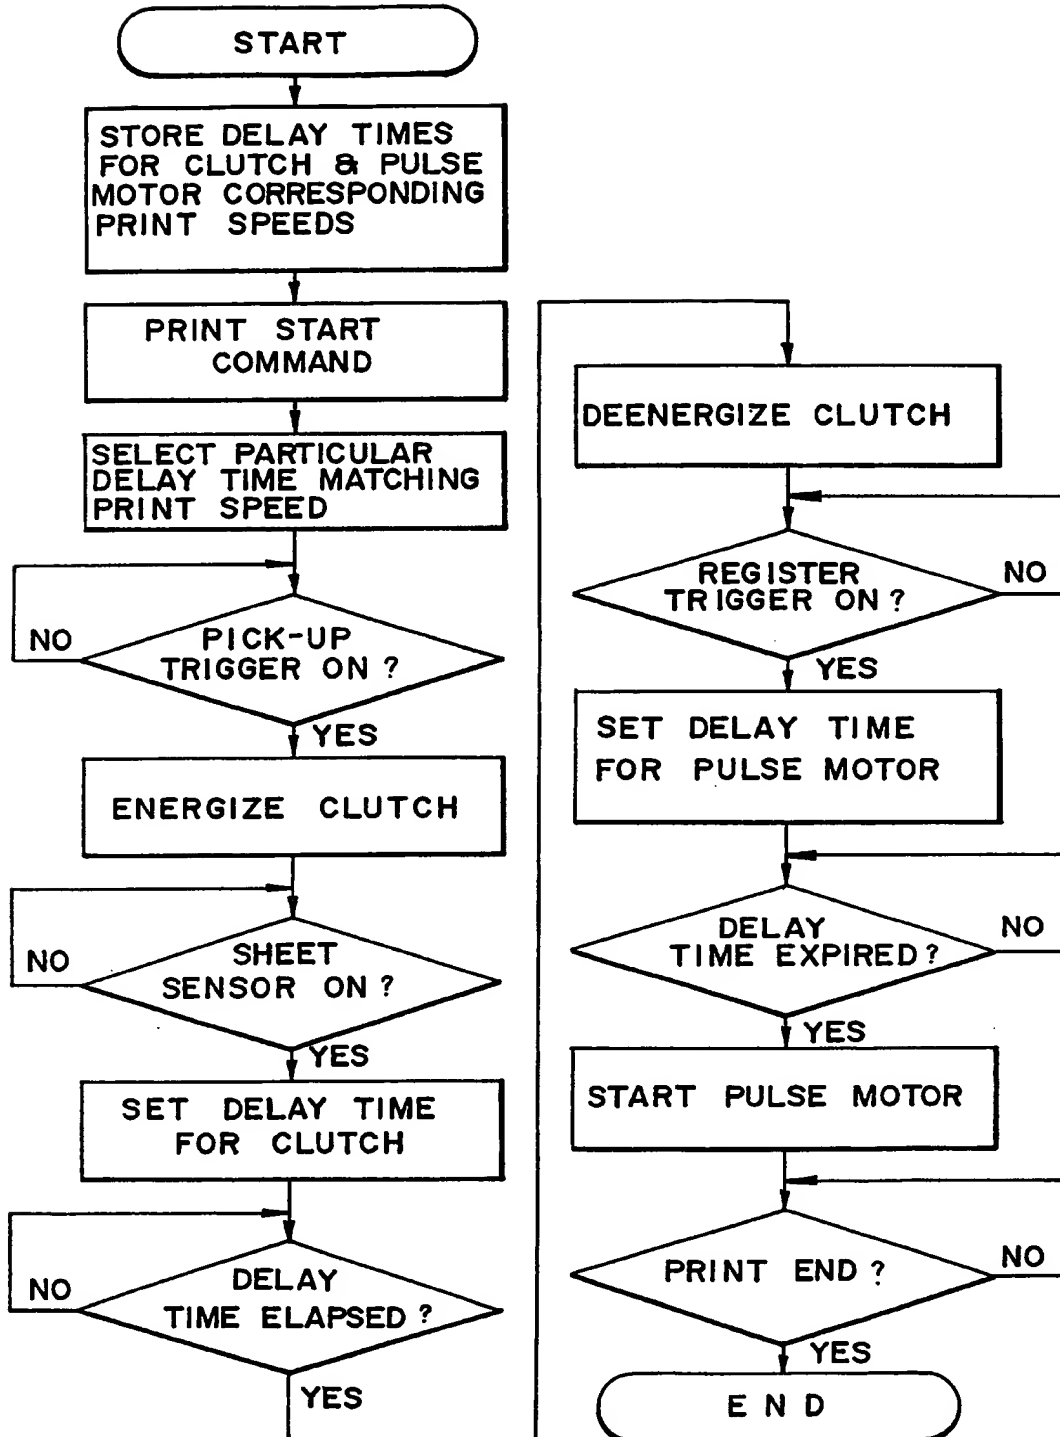 START
STORE DELAY TIMES
FOR CLUTCH & PULSE
MOTOR CORRESPONDING
PRINT SPEEDS
PRINT START
COMMAND
SELECT PARTICULAR
DELAY TIME MATCHING
PRINT SPEED
NO
PICK-UP
TRIGGER ON ?
YES
ENERGIZE CLUTCH
NO
SHEET
SENSOR ON ?
YES
SET DELAY TIME
FOR CLUTCH
NO
DELAY
TIME ELAPSED ?
YES
DEENERGIZE CLUTCH
REGISTER
TRIGGER ON ?
NO
YES
SET DELAY TIME
FOR PULSE MOTOR
DELAY
TIME EXPIRED ?
NO
YES
START PULSE MOTOR
PRINT END ?
NO
YES
END